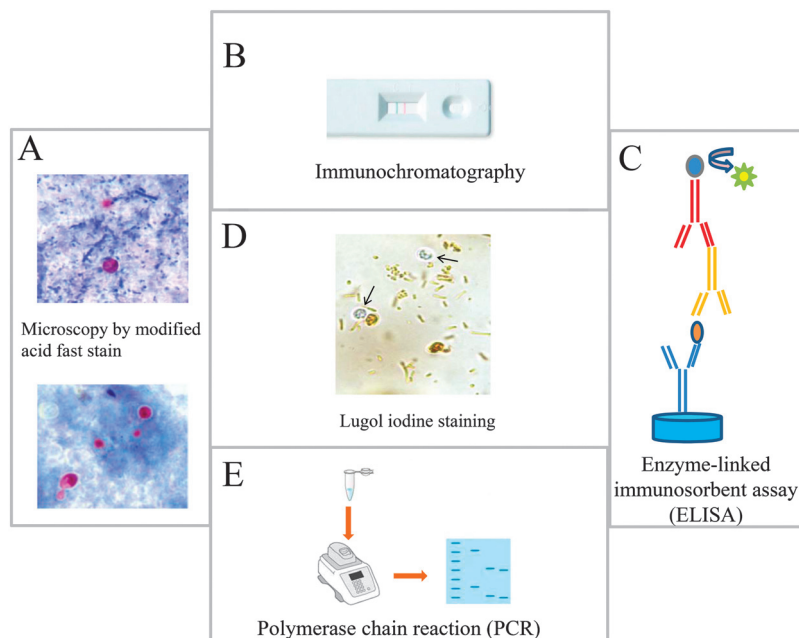 A
Microscopy by modified
acid fast stain
B
Immunochromatography
C
Enzyme-linked
immunosorbent assay
(ELISA)
D
Lugol iodine staining
E
Polymerase chain reaction (PCR)